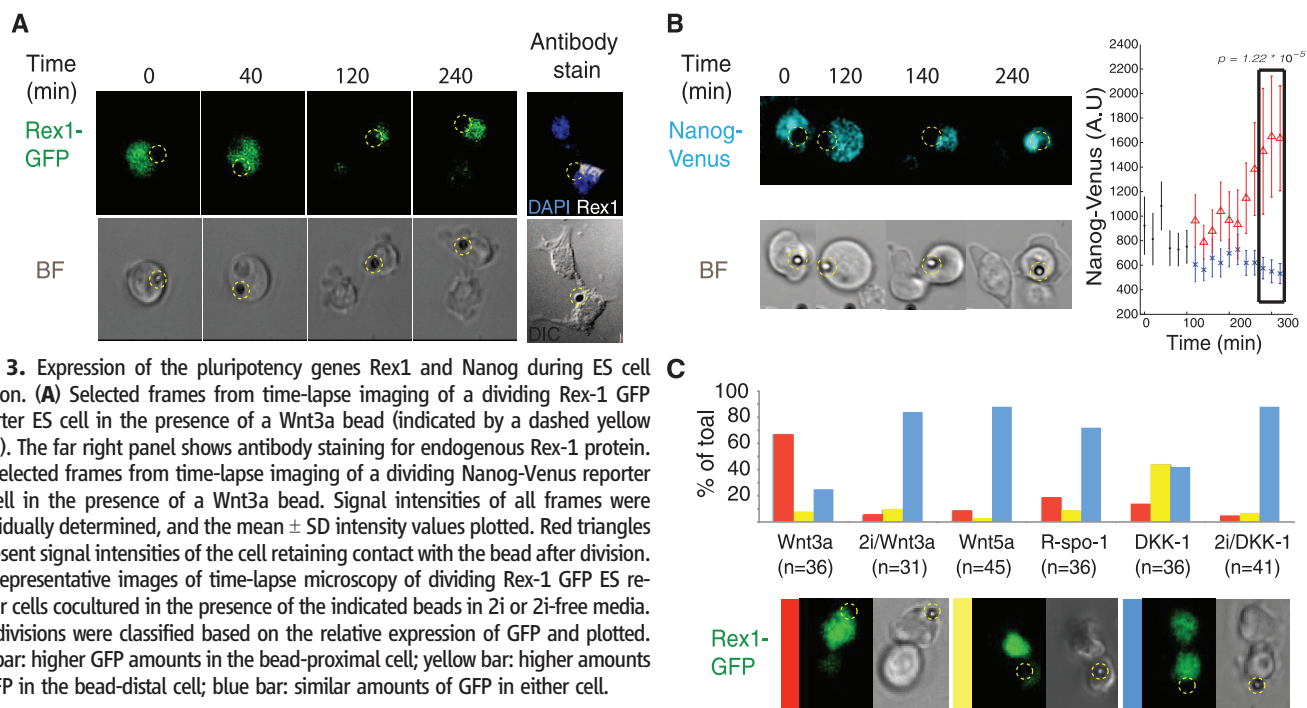 A
Time
(min)
0
40
120
240
Antibody
stain
Rex1-
GFP
DAPI Rex1
BF
DIC
B
Time
(min)
0 120 140 240
Nanog-
Venus
BF
Nanog-Venus (A.U)
2400
2200
2000
1800
1600
1400
1200
1000
800
600
400
200
p = 1.22 * 10⁻⁵
0 100 200 300
Time (min)
3. Expression of the pluripotency genes Rex1 and Nanog during ES cell
on. (A) Selected frames from time-lapse imaging of a dividing Rex-1 GFP
rter ES cell in the presence of a Wnt3a bead (indicated by a dashed yellow
). The far right panel shows antibody staining for endogenous Rex-1 protein.
elected frames from time-lapse imaging of a dividing Nanog-Venus reporter
ell in the presence of a Wnt3a bead. Signal intensities of all frames were
idually determined, and the mean ± SD intensity values plotted. Red triangles
esent signal intensities of the cell retaining contact with the bead after division.
epresentative images of time-lapse microscopy of dividing Rex-1 GFP ES re-
r cells cocultured in the presence of the indicated beads in 2i or 2i-free media.
divisions were classified based on the relative expression of GFP and plotted.
bar: higher GFP amounts in the bead-proximal cell; yellow bar: higher amounts
FP in the bead-distal cell; blue bar: similar amounts of GFP in either cell.
C
% of toal
100
80
60
40
20
Wnt3a 2i/Wnt3a Wnt5a R-spo-1 DKK-1 2i/DKK-1
(n=36) (n=31) (n=45) (n=36) (n=36) (n=41)
Rex1-
GFP